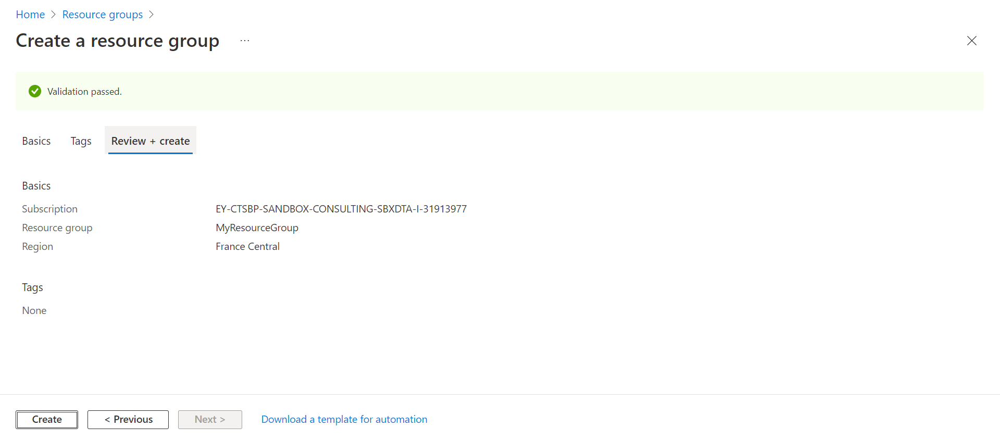 Home > Resource groups >
Create a resource group ...
Validation passed.
Basics Tags Review + create
Basics
Subscription EY-CTSBP-SANDBOX-CONSULTING-SBXDTA-I-31913977
Resource group MyResourceGroup
Region France Central
Tags
None
Create < Previous Next > Download a template for automation